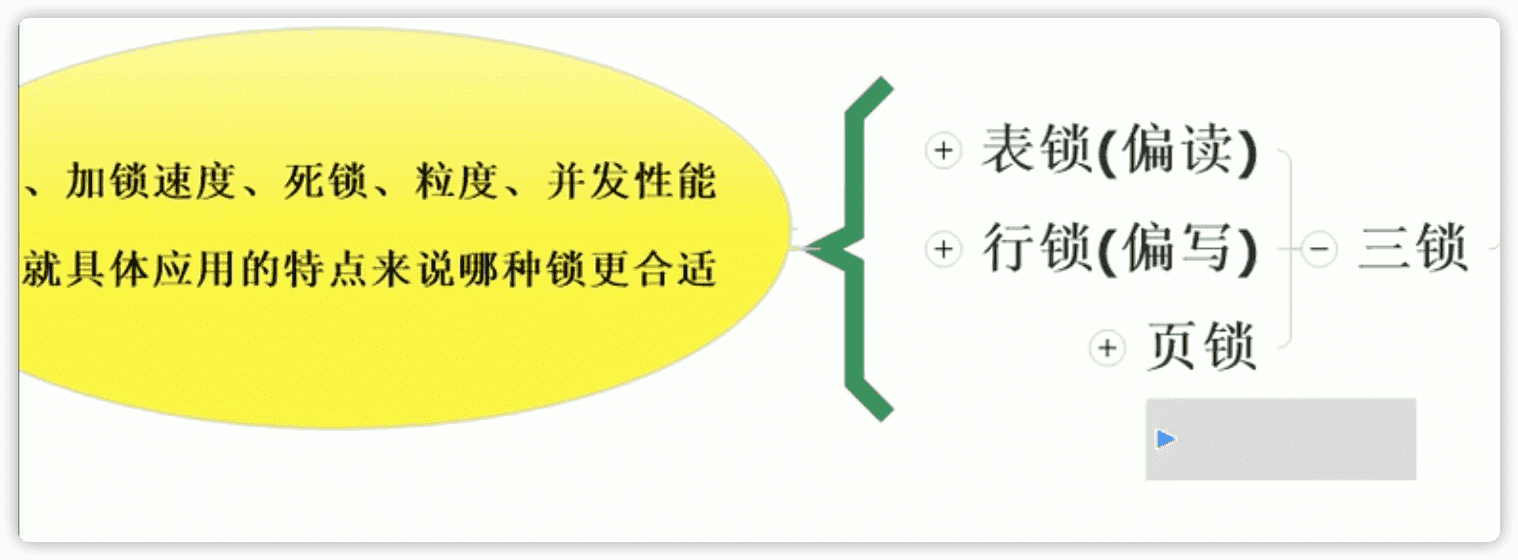 、加锁速度、死锁、粒度、并发性能
就具体应用的特点来说哪种锁更合适
表锁(偏读)
行锁(偏写)
页锁
三锁